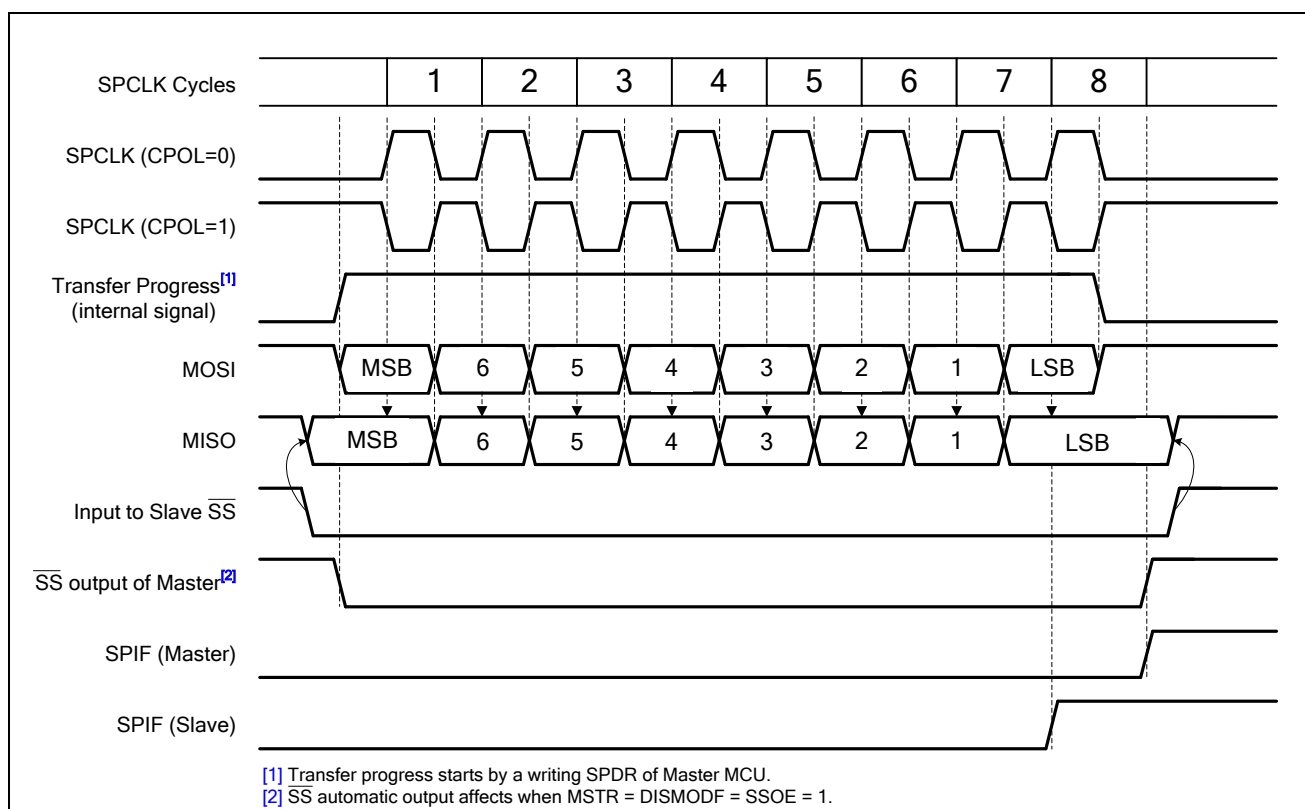 SPCLK Cycles 1 2 3 4 5 6 7 8
SPCLK (CPOL=0)
SPCLK (CPOL=1)
Transfer Progress[1]
(internal signal)
MOSI MSB 6 5 4 3 2 1 LSB
MISO MSB 6 5 4 3 2 1 LSB
Input to Slave S̅S̅
S̅S̅ output of Master[2]
SPIF (Master)
SPIF (Slave)
[1] Transfer progress starts by a writing SPDR of Master MCU.
[2] S̅S̅ automatic output affects when MSTR = DISMODF = SSOE = 1.